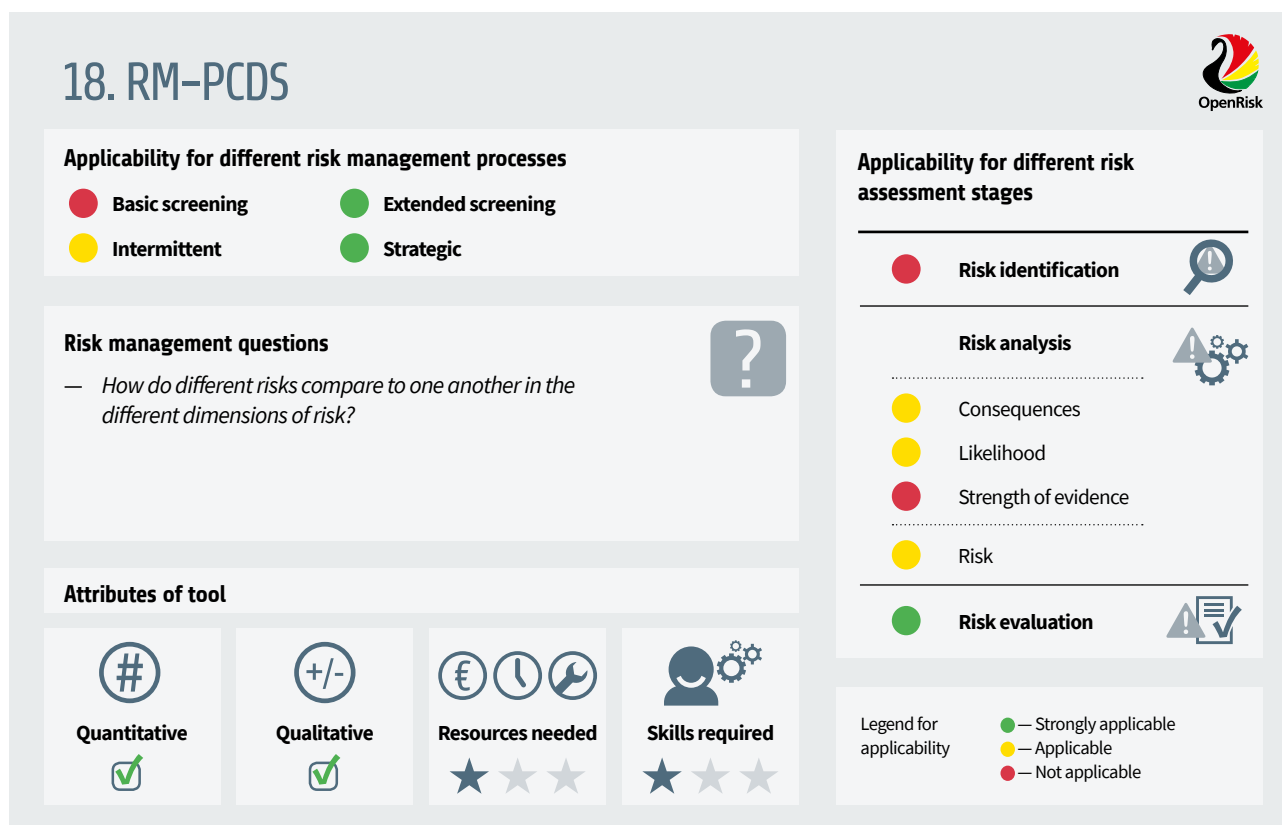 18. RM-PCDS
OpenRisk
Applicability for different risk management processes
Basic screening
Extended screening
Intermittent
Strategic
Risk management questions
— How do different risks compare to one another in the
different dimensions of risk?
?
Attributes of tool
#
Quantitative
+/-
Qualitative
€
Resources needed
Skills required
Applicability for different risk
assessment stages
Risk identification
!
Risk analysis
!
Consequences
Likelihood
Strength of evidence
Risk
Risk evaluation
!
Legend for
applicability
— Strongly applicable
— Applicable
— Not applicable